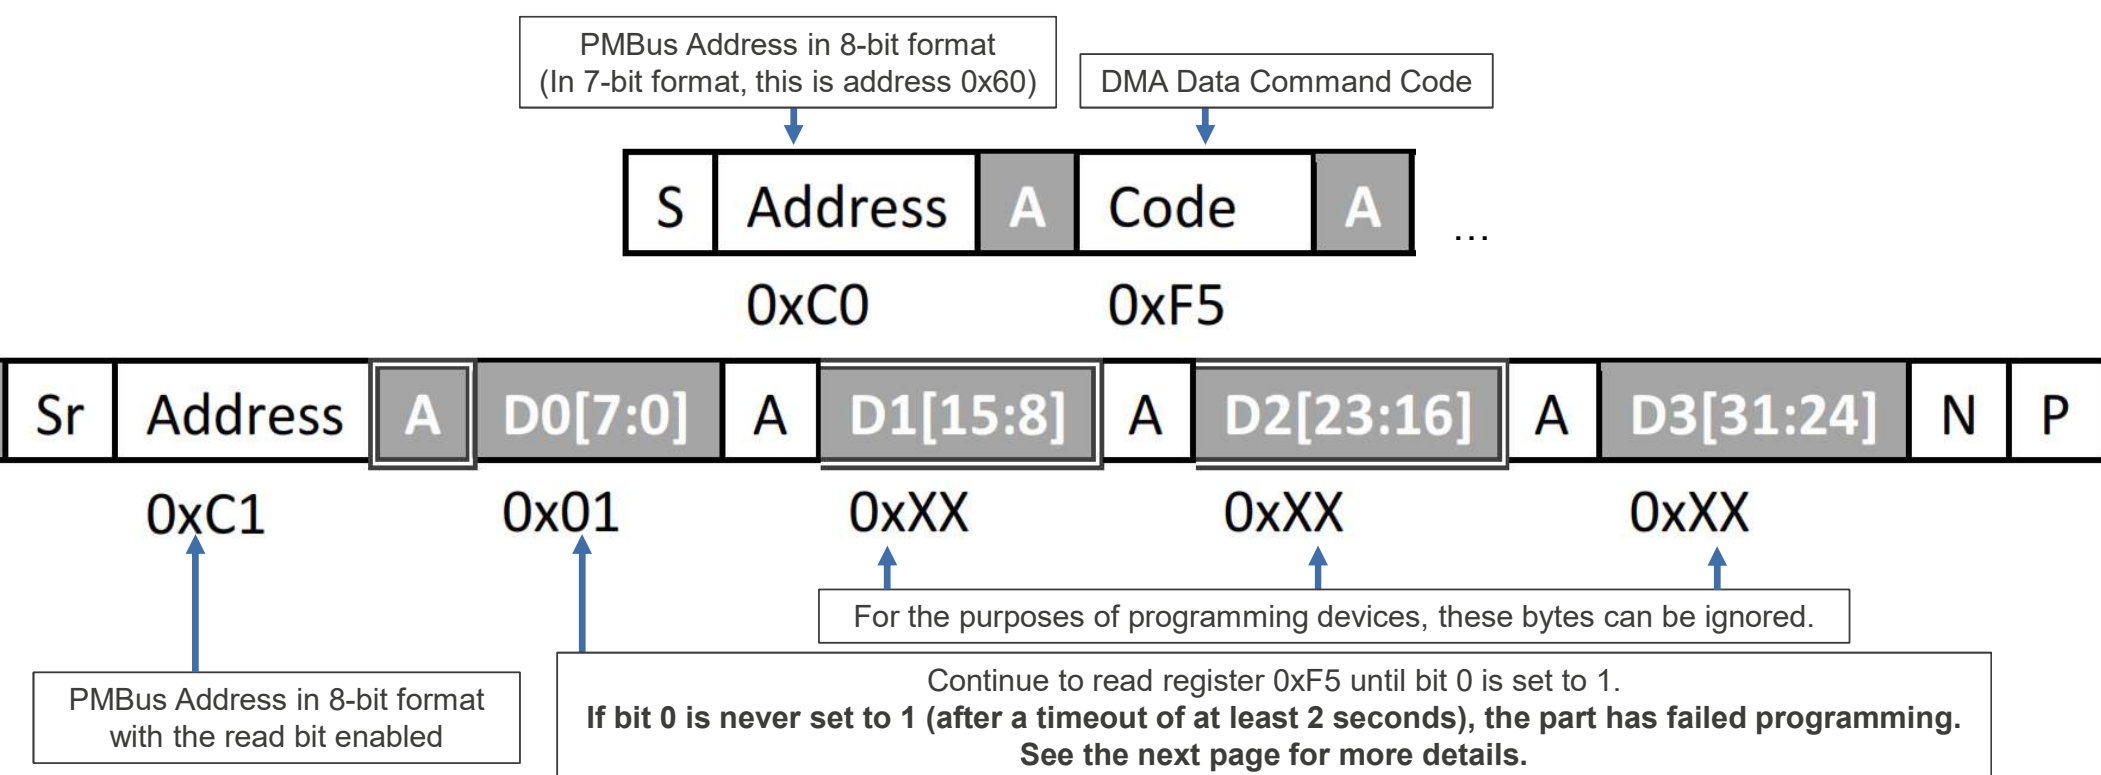 PMBus Address in 8-bit format
(In 7-bit format, this is address 0x60)
DMA Data Command Code
S Address A Code A ...
0xC0 0xF5
Sr Address A D0[7:0] A D1[15:8] A D2[23:16] A D3[31:24] N P
0xC1 0x01 0xXX 0xXX 0xXX
For the purposes of programming devices, these bytes can be ignored.
PMBus Address in 8-bit format
with the read bit enabled
Continue to read register 0xF5 until bit 0 is set to 1.
If bit 0 is never set to 1 (after a timeout of at least 2 seconds), the part has failed programming.
See the next page for more details.